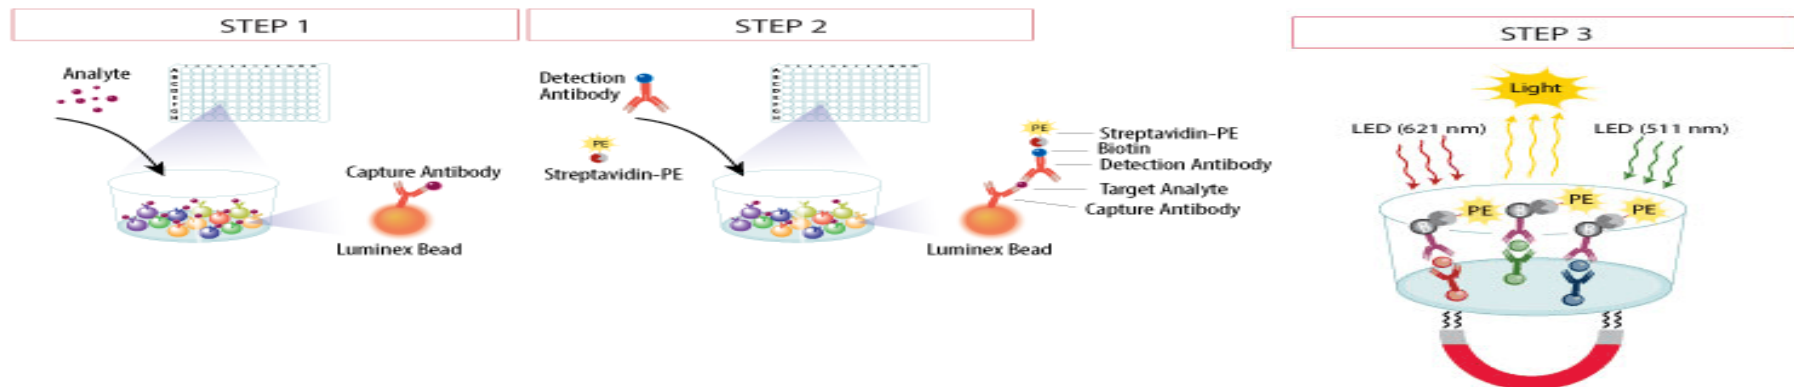 STEP 1
Analyte
Capture Antibody
Luminex Bead
STEP 2
Detection
Antibody
PE
Streptavidin-PE
PE
Streptavidin-PE
Biotin
Detection Antibody
Target Analyte
Capture Antibody
Luminex Bead
STEP 3
Light
LED (621 nm)
LED (511 nm)
PE
PE
PE
B
B
B